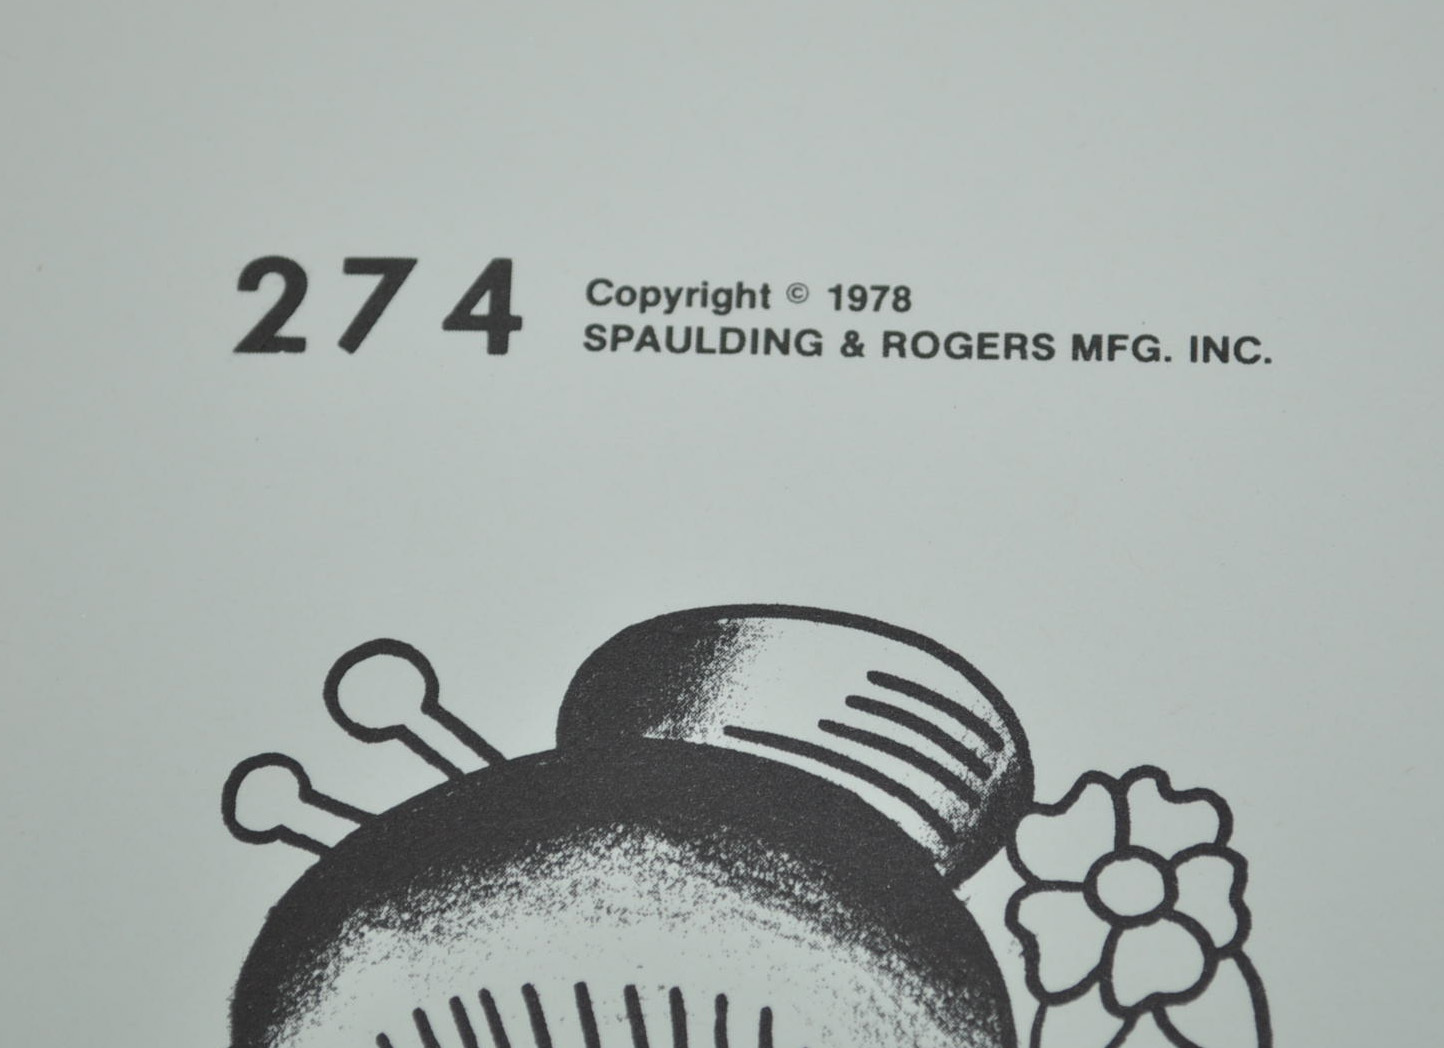 274
Copyright © 1978
SPAULDING & ROGERS MFG. INC.